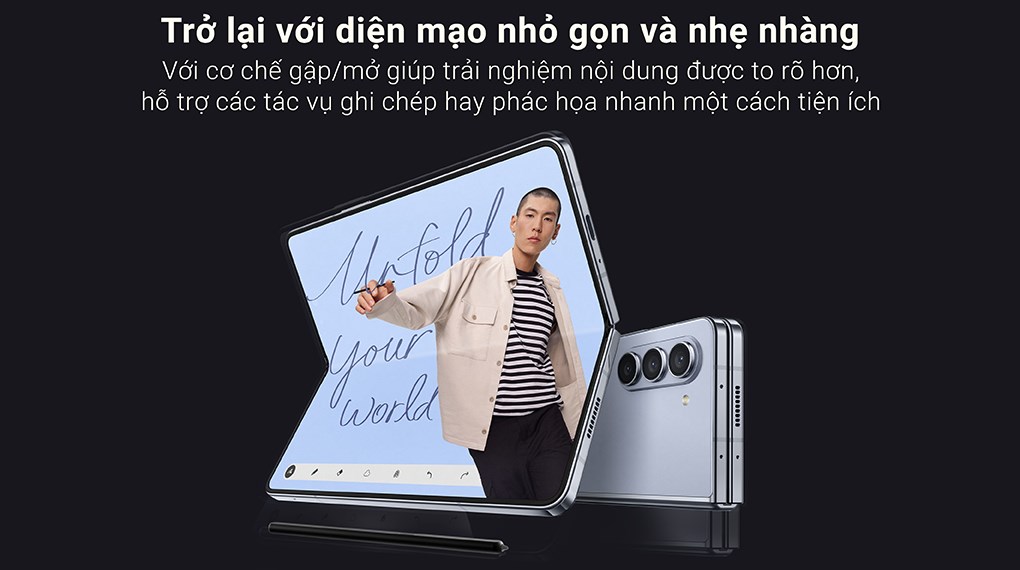 Trở lại với diện mạo nhỏ gọn và nhẹ nhàng
Với cơ chế gập/mở giúp trải nghiệm nội dung được to rõ hơn,
hỗ trợ các tác vụ ghi chép hay phác họa nhanh một cách tiện ích
Unfold
your
world